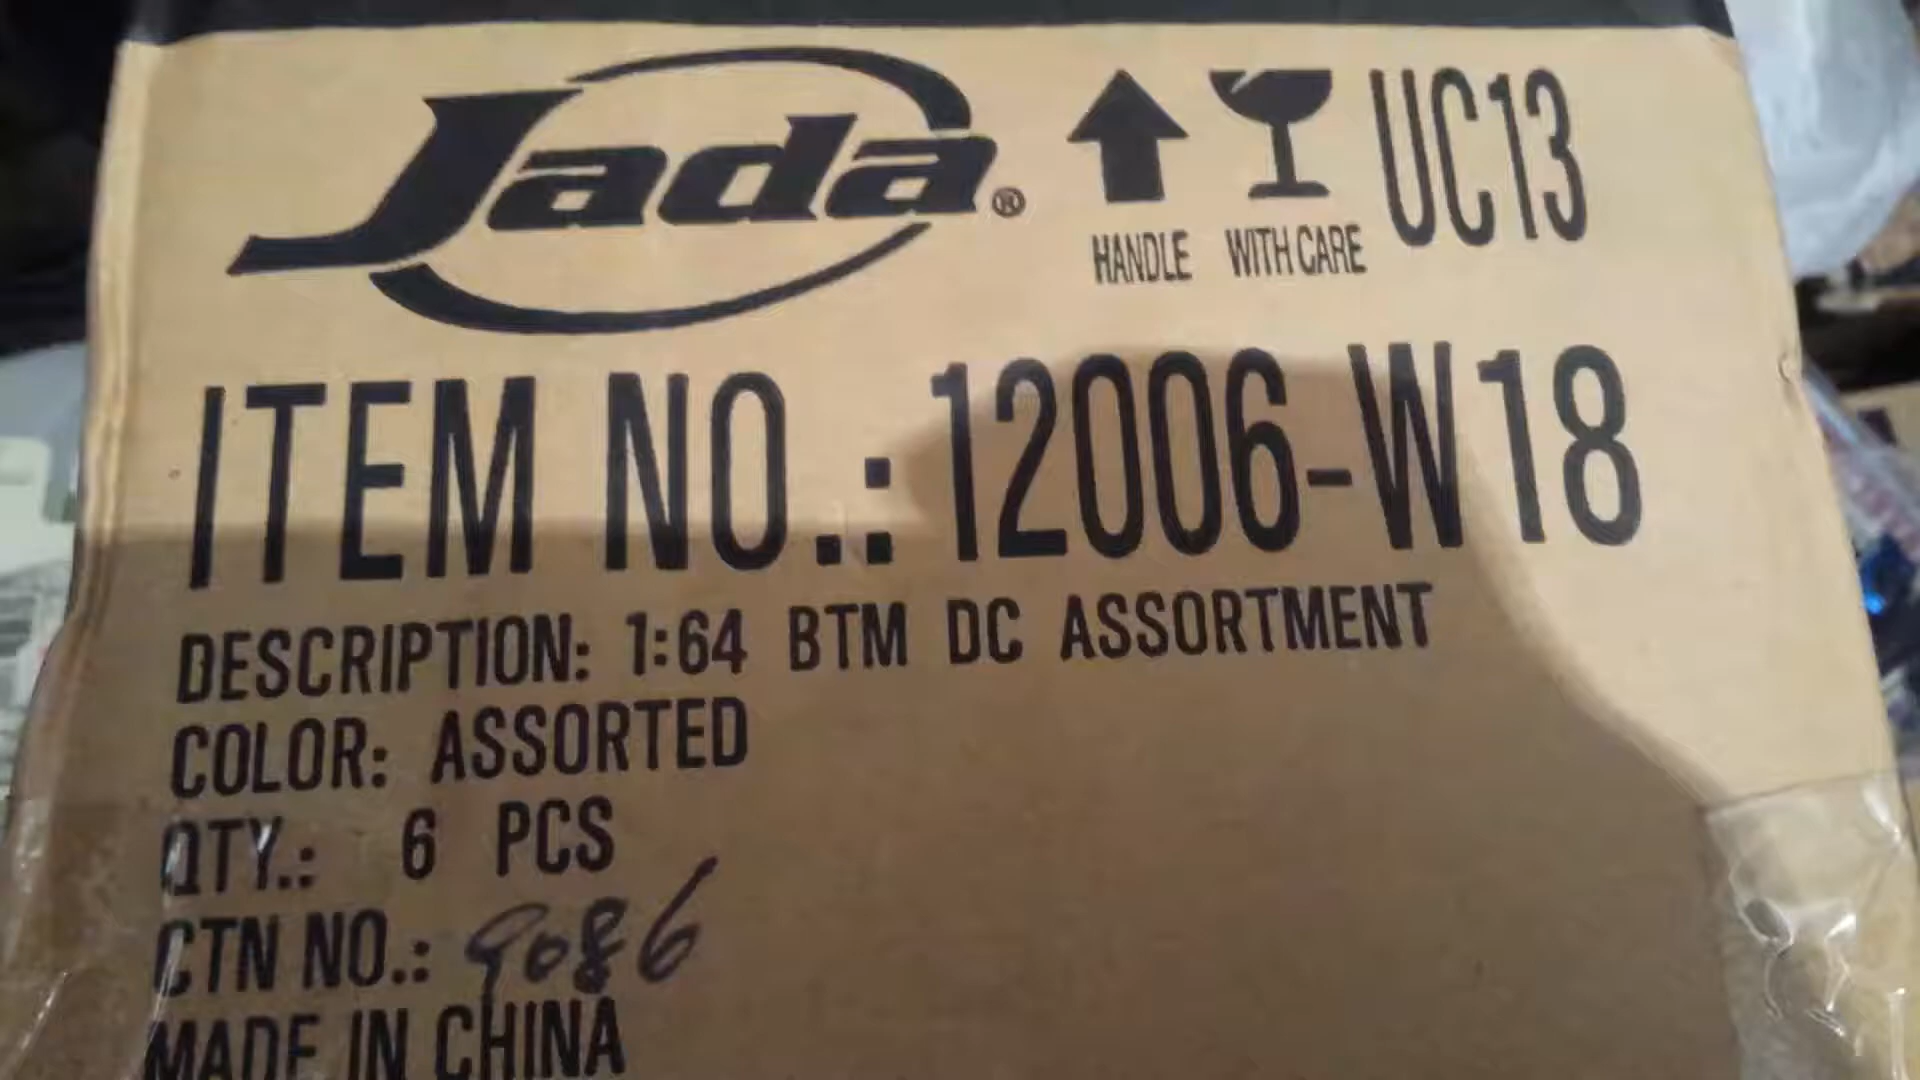 Jada®
HANDLE WITH CARE
UC13
ITEM NO.: 12006-W18
DESCRIPTION: 1:64 BTM DC ASSORTMENT
COLOR: ASSORTED
QTY.: 6 PCS
CTN NO.: 9086
MADE IN CHINA